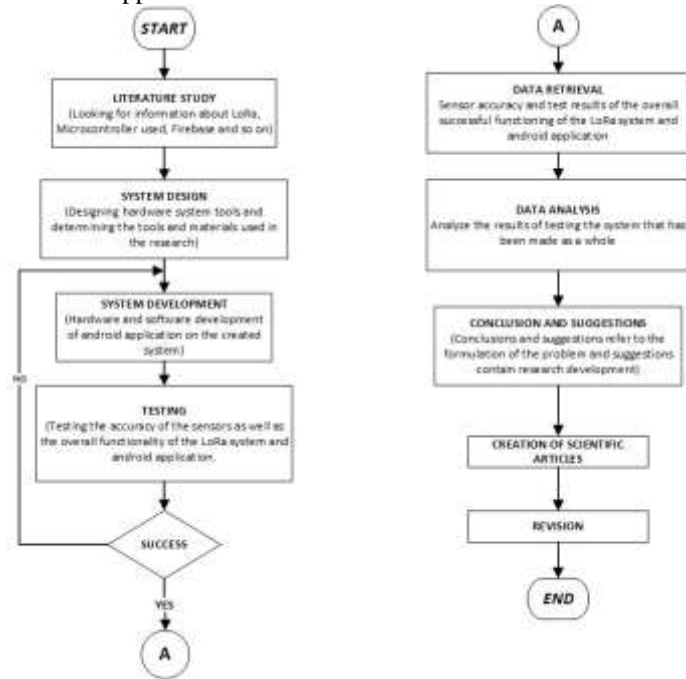 START
LITERATURE STUDY
(Looking for information about LoRa,
Microcontroller used, Firebase and so on)
SYSTEM DESIGN
(Designing hardware system tools and
determining the tools and materials used in
the research)
SYSTEM DEVELOPMENT
(Hardware and software development
of android application on the created
system)
TESTING
(Testing the accuracy of the sensors as well as
the overall functionality of the LoRa system and
android application.
NO
SUCCESS
YES
A
A
DATA RETRIEVAL
Sensor accuracy and test results of the overall
successful functioning of the LoRa system and
android application
DATA ANALYSIS
Analyze the results of testing the system that has
been made as a whole
CONCLUSION AND SUGGESTIONS
(Conclusions and suggestions refer to the
formulation of the problem and suggestions
contain research development)
CREATION OF SCIENTIFIC
ARTICLES
REVISION
END